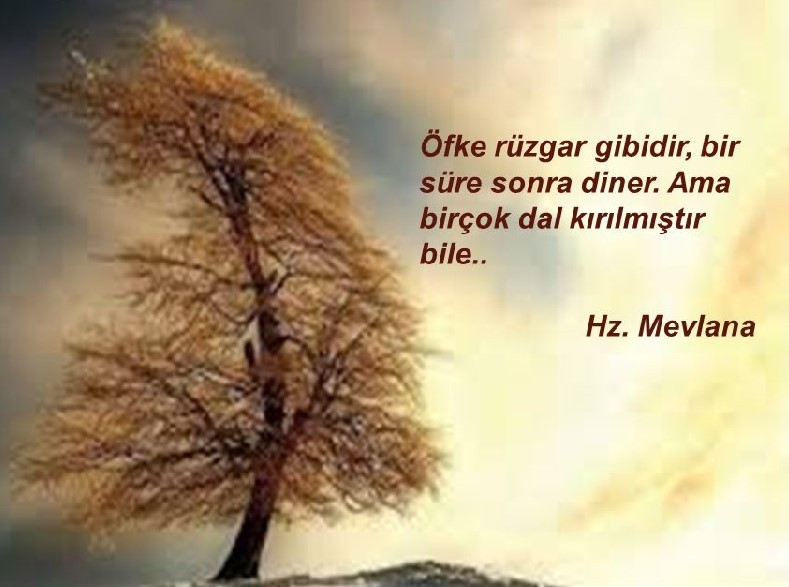 Öfke rüzgar gibidir, bir
süre sonra diner. Ama
birçok dal kırılmıştır
bile..
Hz. Mevlana